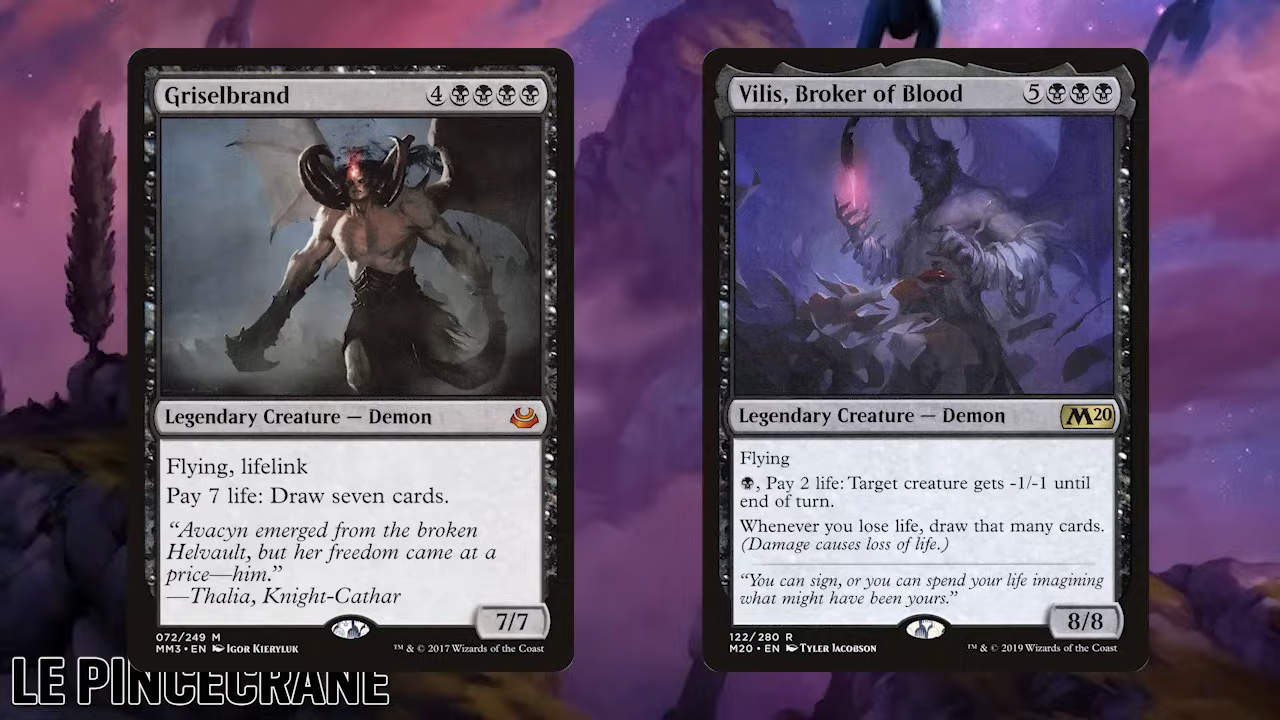 Griselbrand 4
Legendary Creature — Demon
Flying, lifelink
Pay 7 life: Draw seven cards.
“Avacyn emerged from the broken
Helvault, but her freedom came at a
price—him.”
—Thalia, Knight-Cathar
7/7
072/249 M
MM3 • EN Igor Kieryluk
™ & © 2017 Wizards of the Coast
Vilis, Broker of Blood 5
Legendary Creature — Demon
M20
Flying
, Pay 2 life: Target creature gets -1/-1 until
end of turn.
Whenever you lose life, draw that many cards.
(Damage causes loss of life.)
“You can sign, or you can spend your life imagining
what might have been yours.”
8/8
122/280 R
M20 • EN Tyler Jacobson
™ & © 2019 Wizards of the Coast
LE PINCECRANE